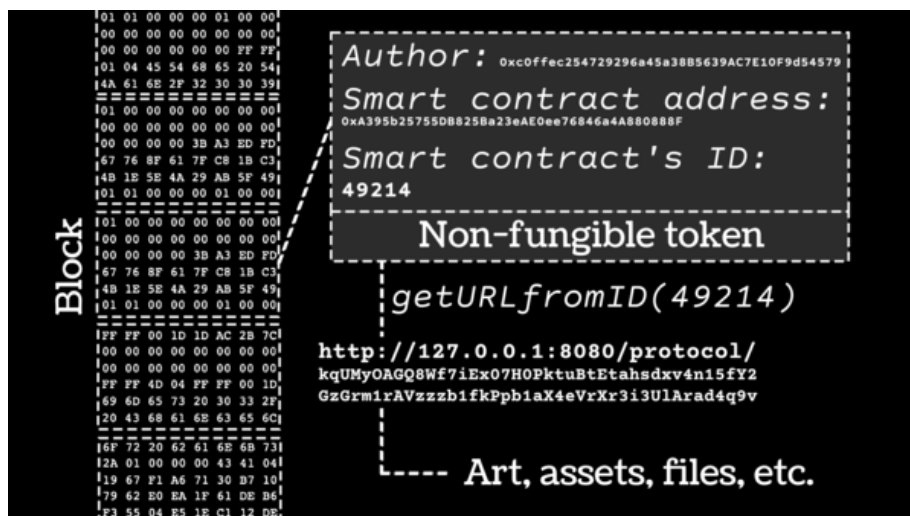 01 01 00 00 00 01 00 00
00 00 00 00 00 00 00 00
00 00 00 00 00 00 FF FF
01 04 45 54 68 65 20 54
4A 61 6E 2F 32 30 30 39
01 00 00 00 00 00 00 00
00 00 00 00 00 00 00 00
00 00 00 00 3B A3 ED FD
67 76 8F 61 7F C8 1B C3
4B 1E 5E 4A 29 AB 5F 49
01 01 00 00 00 01 00 00
01 00 00 00 00 00 00 00
00 00 00 00 00 00 00 00
00 00 00 00 3B A3 ED FD
67 76 8F 61 7F C8 1B C3
4B 1E 5E 4A 29 AB 5F 49
01 01 00 00 00 01 00 00
FF FF 00 1D 1D AC 2B 7C
00 00 00 00 00 00 00 00
00 00 00 00 00 00 00 00
FF FF 4D 04 FF FF 00 1D
69 6D 65 73 20 30 33 2F
20 43 68 61 6E 63 65 6C
6F 72 20 62 61 6E 6B 73
2A 01 00 00 00 43 41 04
19 67 F1 A6 71 30 B7 10
79 62 E0 EA 1F 61 DE B6
F3 55 04 E5 1E C1 12 DE
Block
Author: 0xc0ffec254729296a45a38B5639AC7E10F9d54579
Smart contract address:
0xA395b25755DB825Ba23eAE0ee76846a4A880888F
Smart contract's ID:
49214
Non-fungible token
getURLfromID(49214)
http://127.0.0.1:8080/protocol/
kqUMyOAGQ8Wf7iEx07H0PktuBtEtahsdxv4n15fY2
GzGrm1rAVzzzb1fkPpb1aX4eVrXr3i3UlArad4q9v
Art, assets, files, etc.